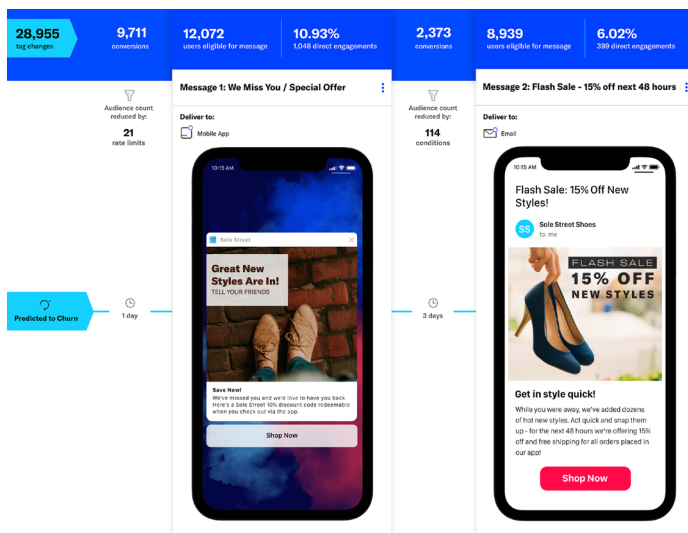 28,955
tag changes
9,711
conversions
12,072
users eligible for message
10.93%
1,048 direct engagements
2,373
conversions
8,939
users eligible for message
6.02%
399 direct engagements
Audience count
reduced by:
21
rate limits
Message 1: We Miss You / Special Offer
Deliver to:
Mobile App
10:15 AM
Sole Street
Great New
Styles Are In!
TELL YOUR FRIENDS
Save Now!
We've missed you and we'd love to have you back.
Here's a Sole Street 10% discount code redeemable
when you check out via the app.
Shop Now
Audience count
reduced by:
114
conditions
Message 2: Flash Sale - 15% off next 48 hours
Deliver to:
Email
10:15 AM
Flash Sale: 15% Off New
Styles!
SS
Sole Street Shoes
to: me
FLASH SALE
15% OFF
NEW STYLES
Get in style quick!
While you were away, we've added dozens
of hot new styles. Act quick and snap them
up - for the next 48 hours we're offering 15%
off and free shipping for all orders placed in
our app!
Shop Now
Predicted to Churn
1 day
3 days